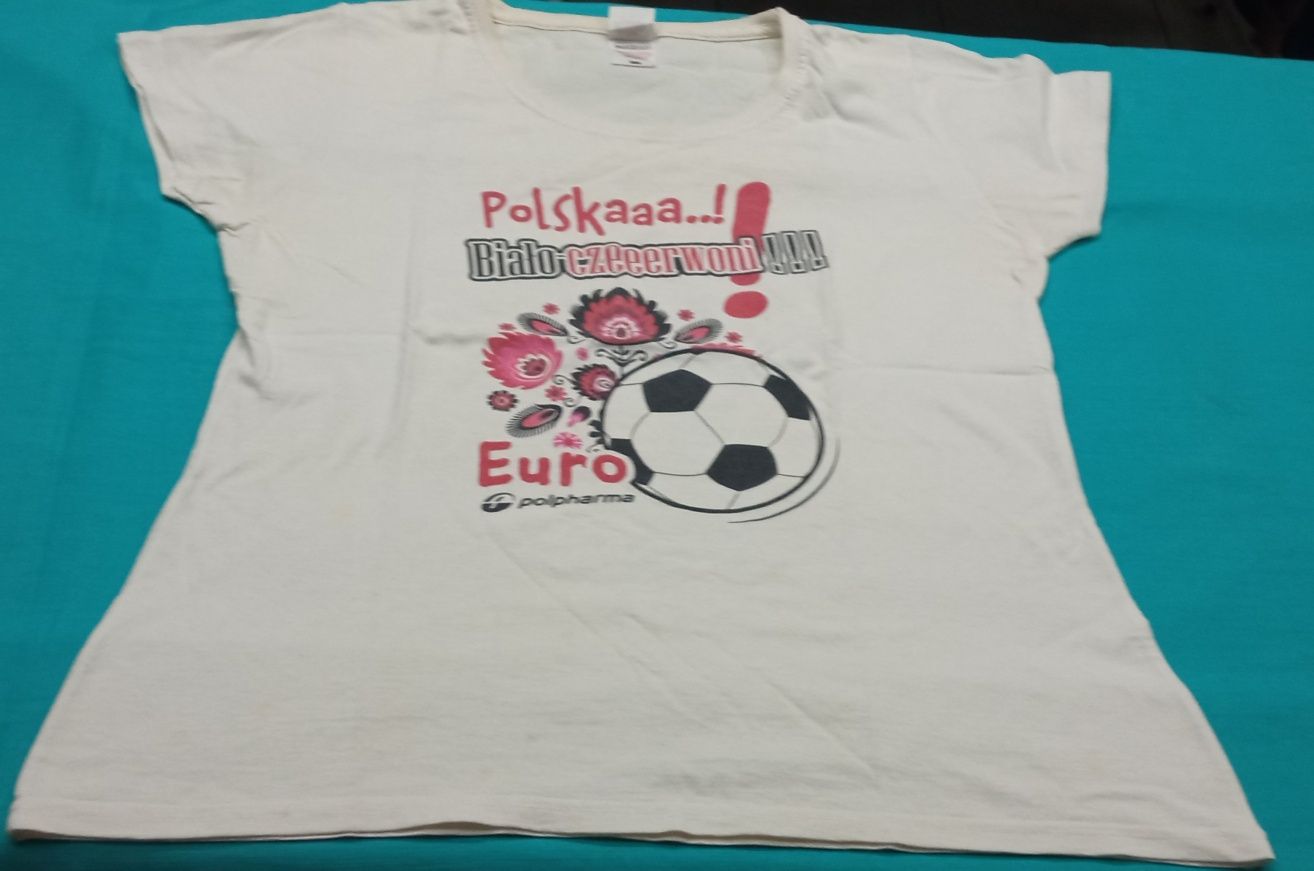 Polskaaa..!
Biało-czeeerwoni!!!
Euro
polpharma